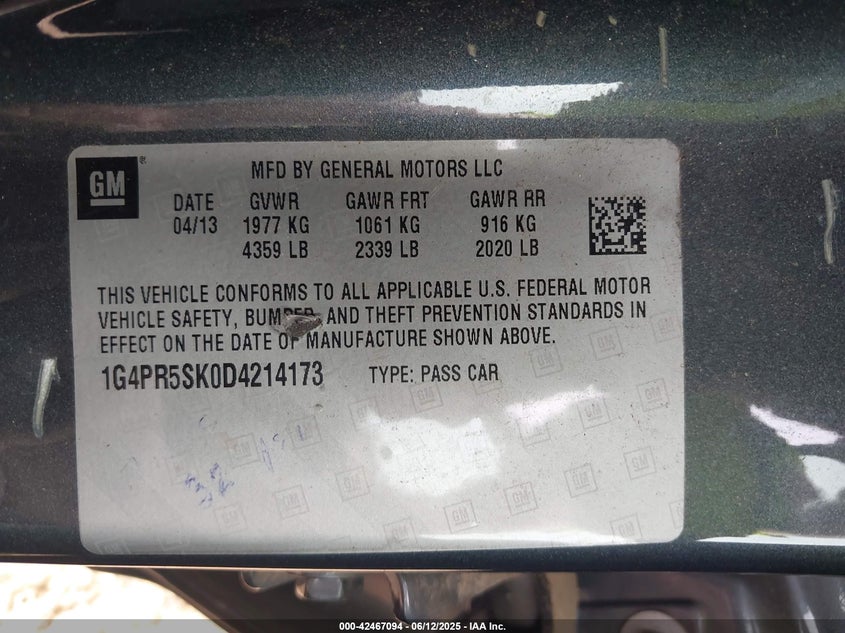 GM
MFD BY GENERAL MOTORS LLC
DATE GVWR GAWR FRT GAWR RR
04/13 1977 KG 1061 KG 916 KG
4359 LB 2339 LB 2020 LB
THIS VEHICLE CONFORMS TO ALL APPLICABLE U.S. FEDERAL MOTOR
VEHICLE SAFETY, BUMPER, AND THEFT PREVENTION STANDARDS IN
EFFECT ON THE DATE OF MANUFACTURE SHOWN ABOVE.
1G4PR5SK0D4214173 TYPE: PASS CAR
000-42467094 - 06/12/2025 - IAA Inc.